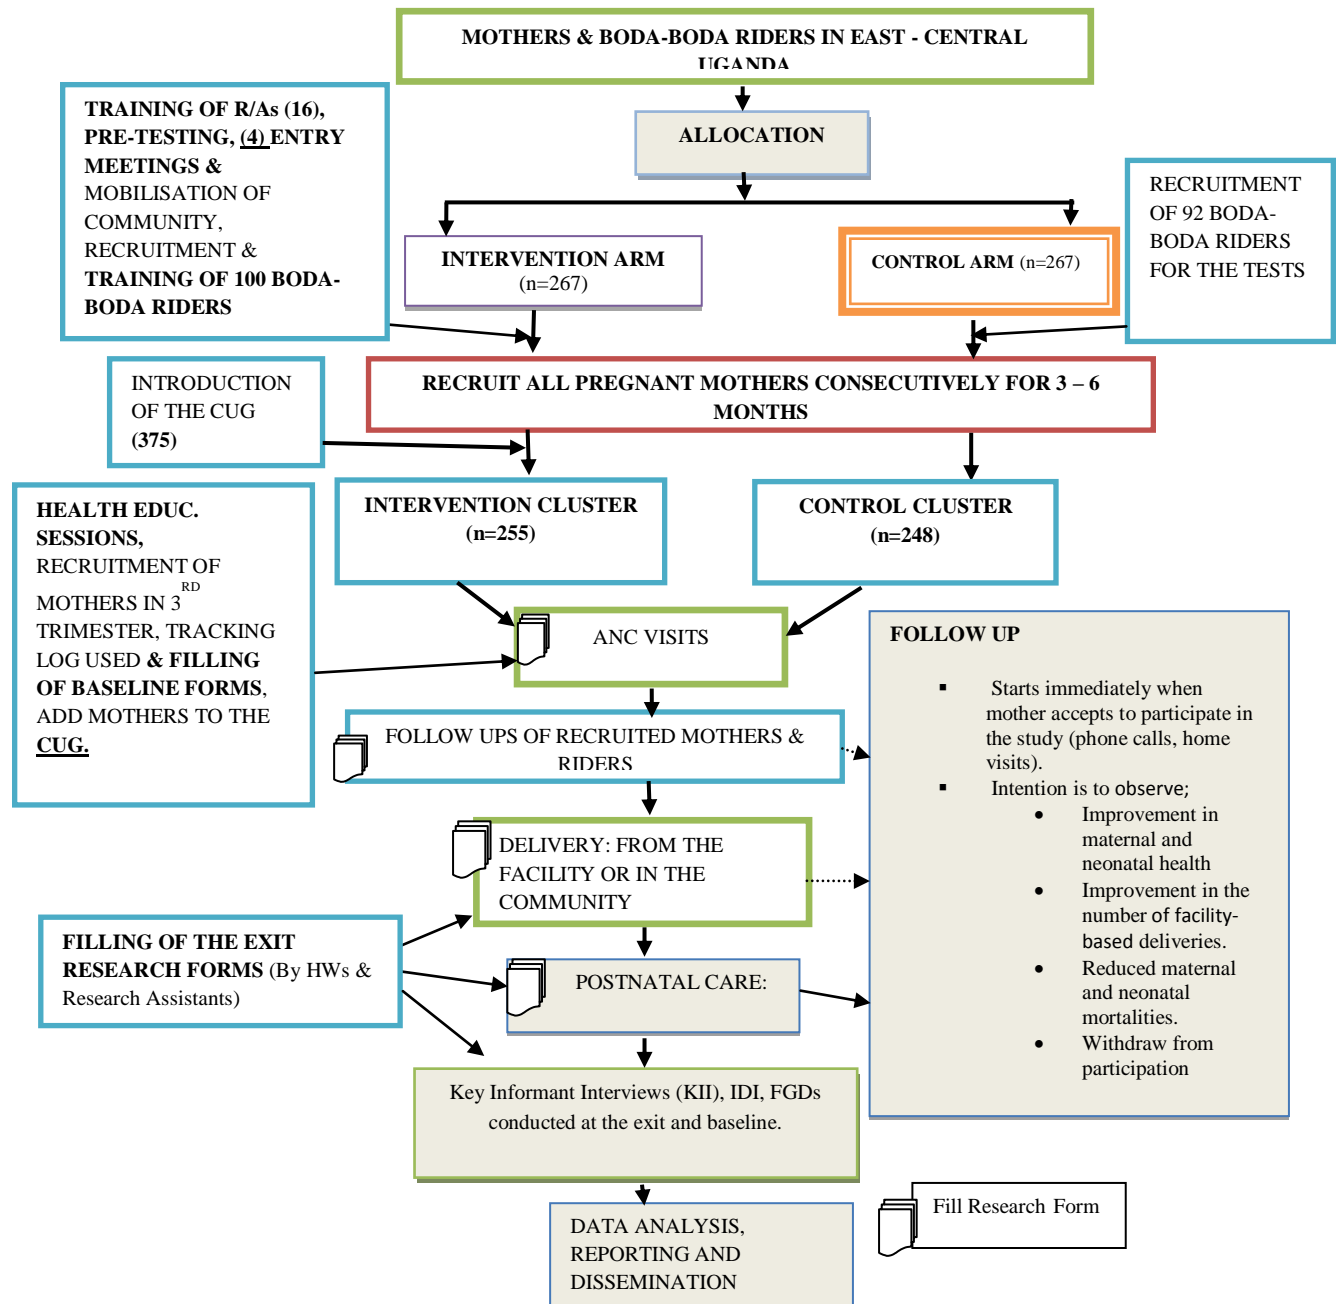 MOTHERS & BODA-BODA RIDERS IN EAST - CENTRAL
UGANDA
TRAINING OF R/As (16),
PRE-TESTING, (4) ENTRY
MEETINGS &
MOBILISATION OF
COMMUNITY,
RECRUITMENT &
TRAINING OF 100 BODA-
BODA RIDERS
ALLOCATION
RECRUITMENT
OF 92 BODA-
BODA RIDERS
FOR THE TESTS
INTERVENTION ARM
(n=267)
CONTROL ARM (n=267)
INTRODUCTION
OF THE CUG
(375)
RECRUIT ALL PREGNANT MOTHERS CONSECUTIVELY FOR 3 – 6
MONTHS
INTERVENTION CLUSTER
(n=255)
CONTROL CLUSTER
(n=248)
HEALTH EDUC.
SESSIONS,
RECRUITMENT OF
MOTHERS IN 3RD
TRIMESTER, TRACKING
LOG USED & FILLING
OF BASELINE FORMS,
ADD MOTHERS TO THE
CUG.
ANC VISITS
FOLLOW UPS OF RECRUITED MOTHERS &
RIDERS
FOLLOW UP
▪ Starts immediately when
mother accepts to participate in
the study (phone calls, home
visits).
▪ Intention is to observe;
• Improvement in
maternal and
neonatal health
• Improvement in the
number of facility-
based deliveries.
• Reduced maternal
and neonatal
mortalities.
• Withdraw from
participation
DELIVERY: FROM THE
FACILITY OR IN THE
COMMUNITY
FILLING OF THE EXIT
RESEARCH FORMS (By HWs &
Research Assistants)
POSTNATAL CARE:
Key Informant Interviews (KII), IDI, FGDs
conducted at the exit and baseline.
Fill Research Form
DATA ANALYSIS,
REPORTING AND
DISSEMINATION